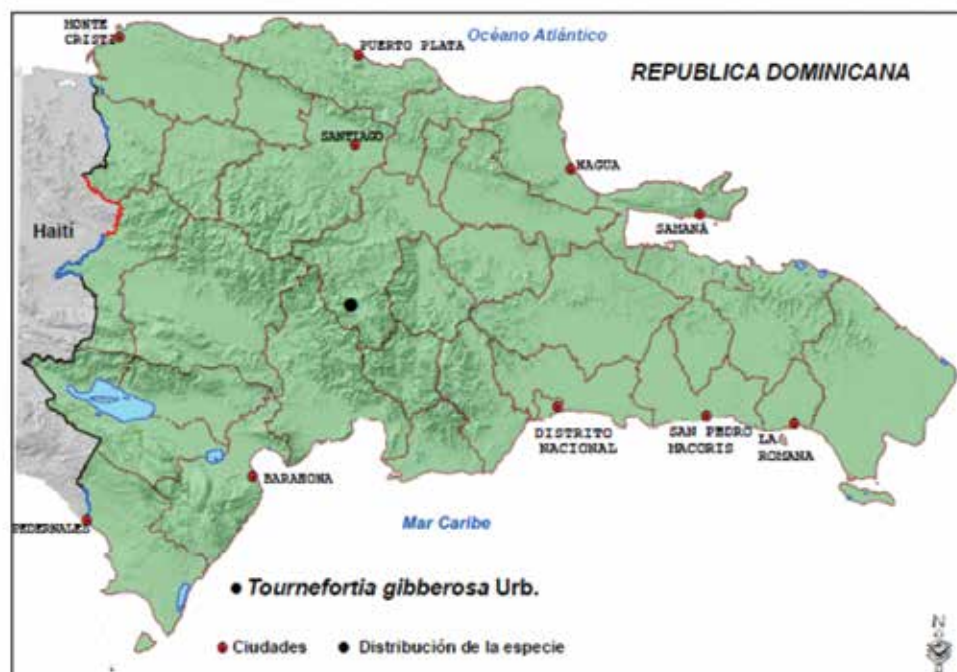 MONTE
CRISTI
Océano Atlántico
PUERTO PLATA
REPUBLICA DOMINICANA
SANTIAGO
NAGUA
SAMANÁ
Haití
DISTRITO
NACIONAL
SAN PEDRO
MACORIS
LA
ROMANA
BARAHONA
PEDERNALES
Mar Caribe
● Tournefortia gibberosa Urb.
Ciudades
Distribución de la especie
N